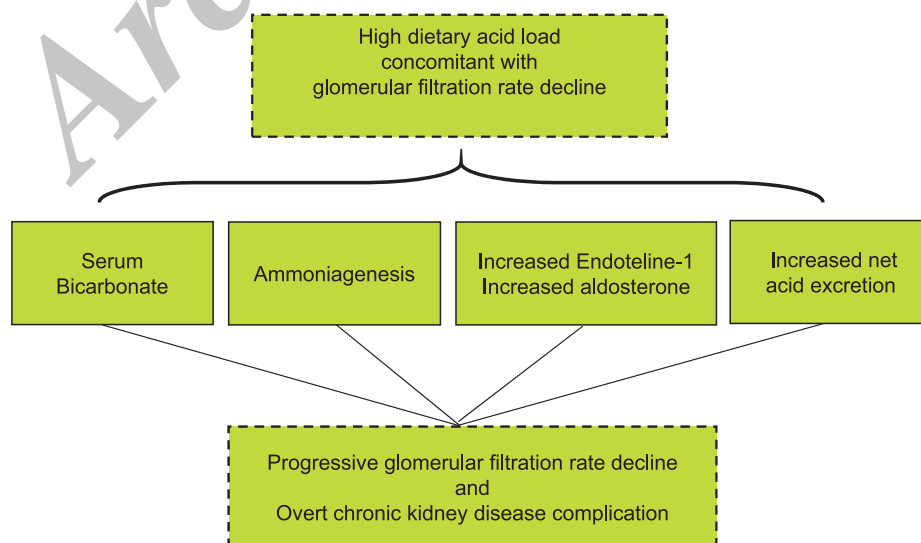 High dietary acid load
concomitant with
glomerular filtration rate decline
Serum
Bicarbonate
Ammoniagenesis
Increased Endoteline-1
Increased aldosterone
Increased net
acid excretion
Progressive glomerular filtration rate decline
and
Overt chronic kidney disease complication